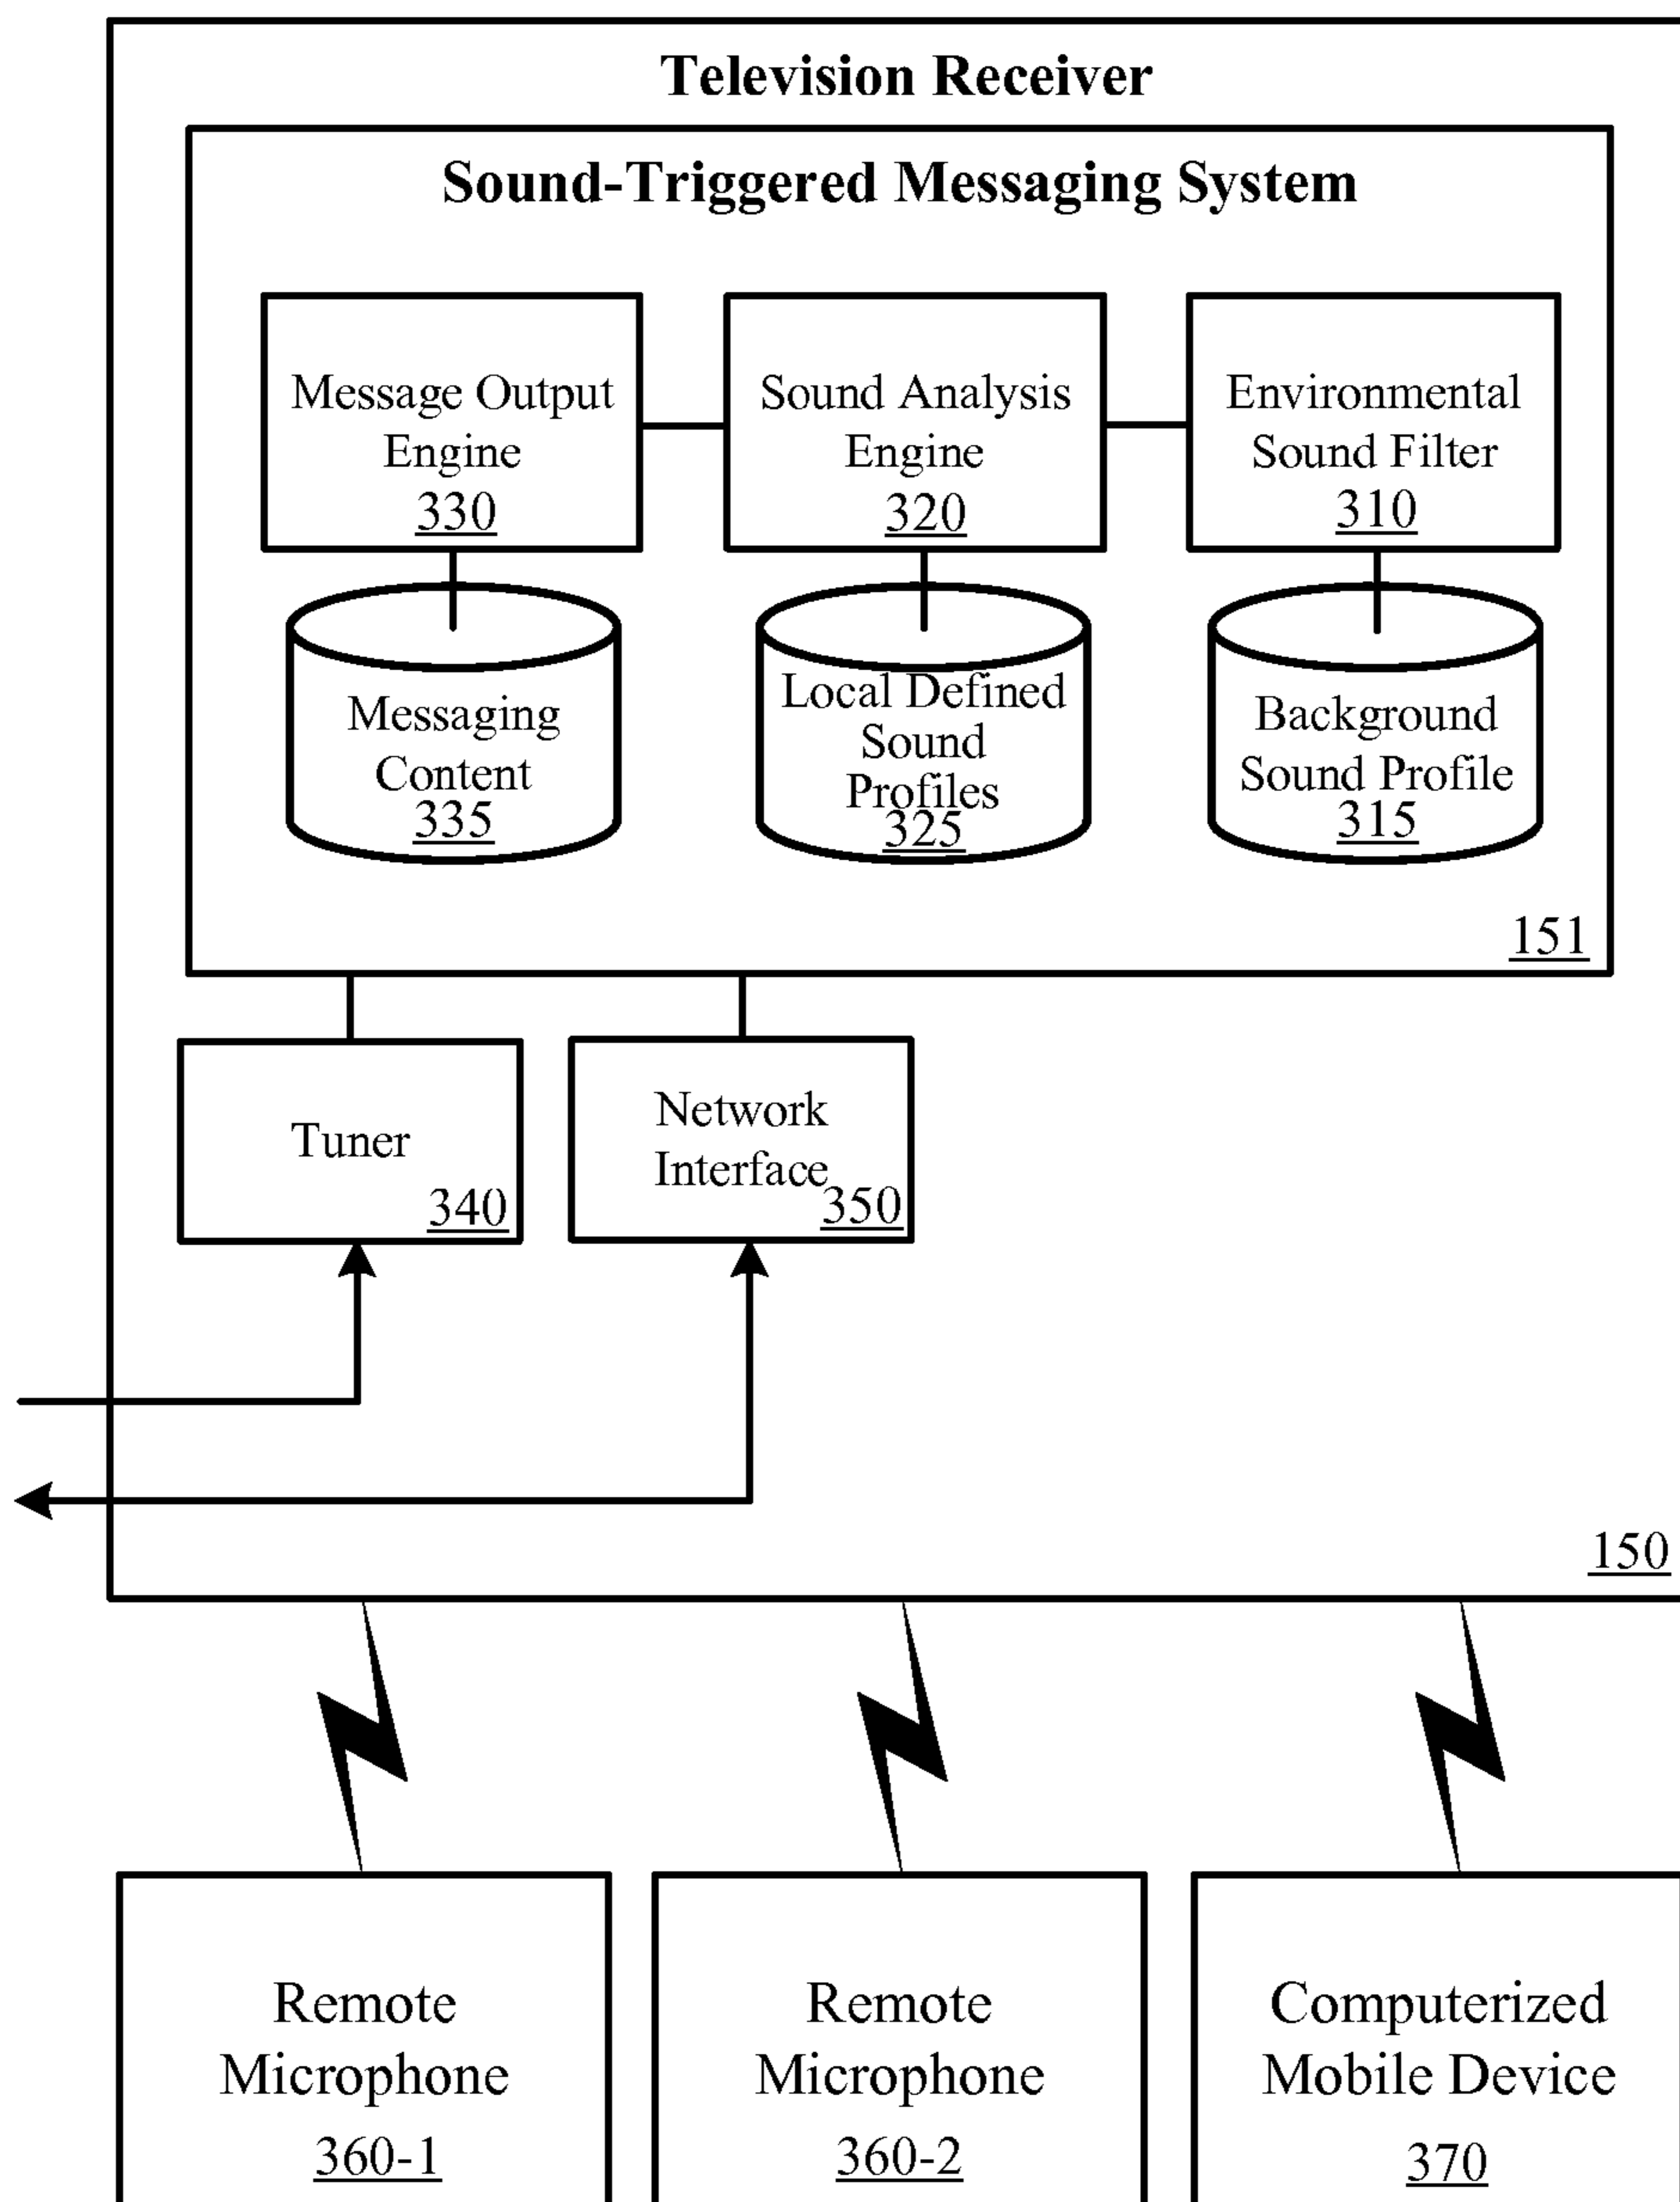 Television Receiver
Sound-Triggered Messaging System
Message Output
Engine
330
Sound Analysis
Engine
320
Environmental
Sound Filter
310
Messaging
Content
335
Local Defined
Sound
Profiles
325
Background
Sound Profile
315
151
Tuner
340
Network
Interface
350
150
Remote
Microphone
360-1
Remote
Microphone
360-2
Computerized
Mobile Device
370